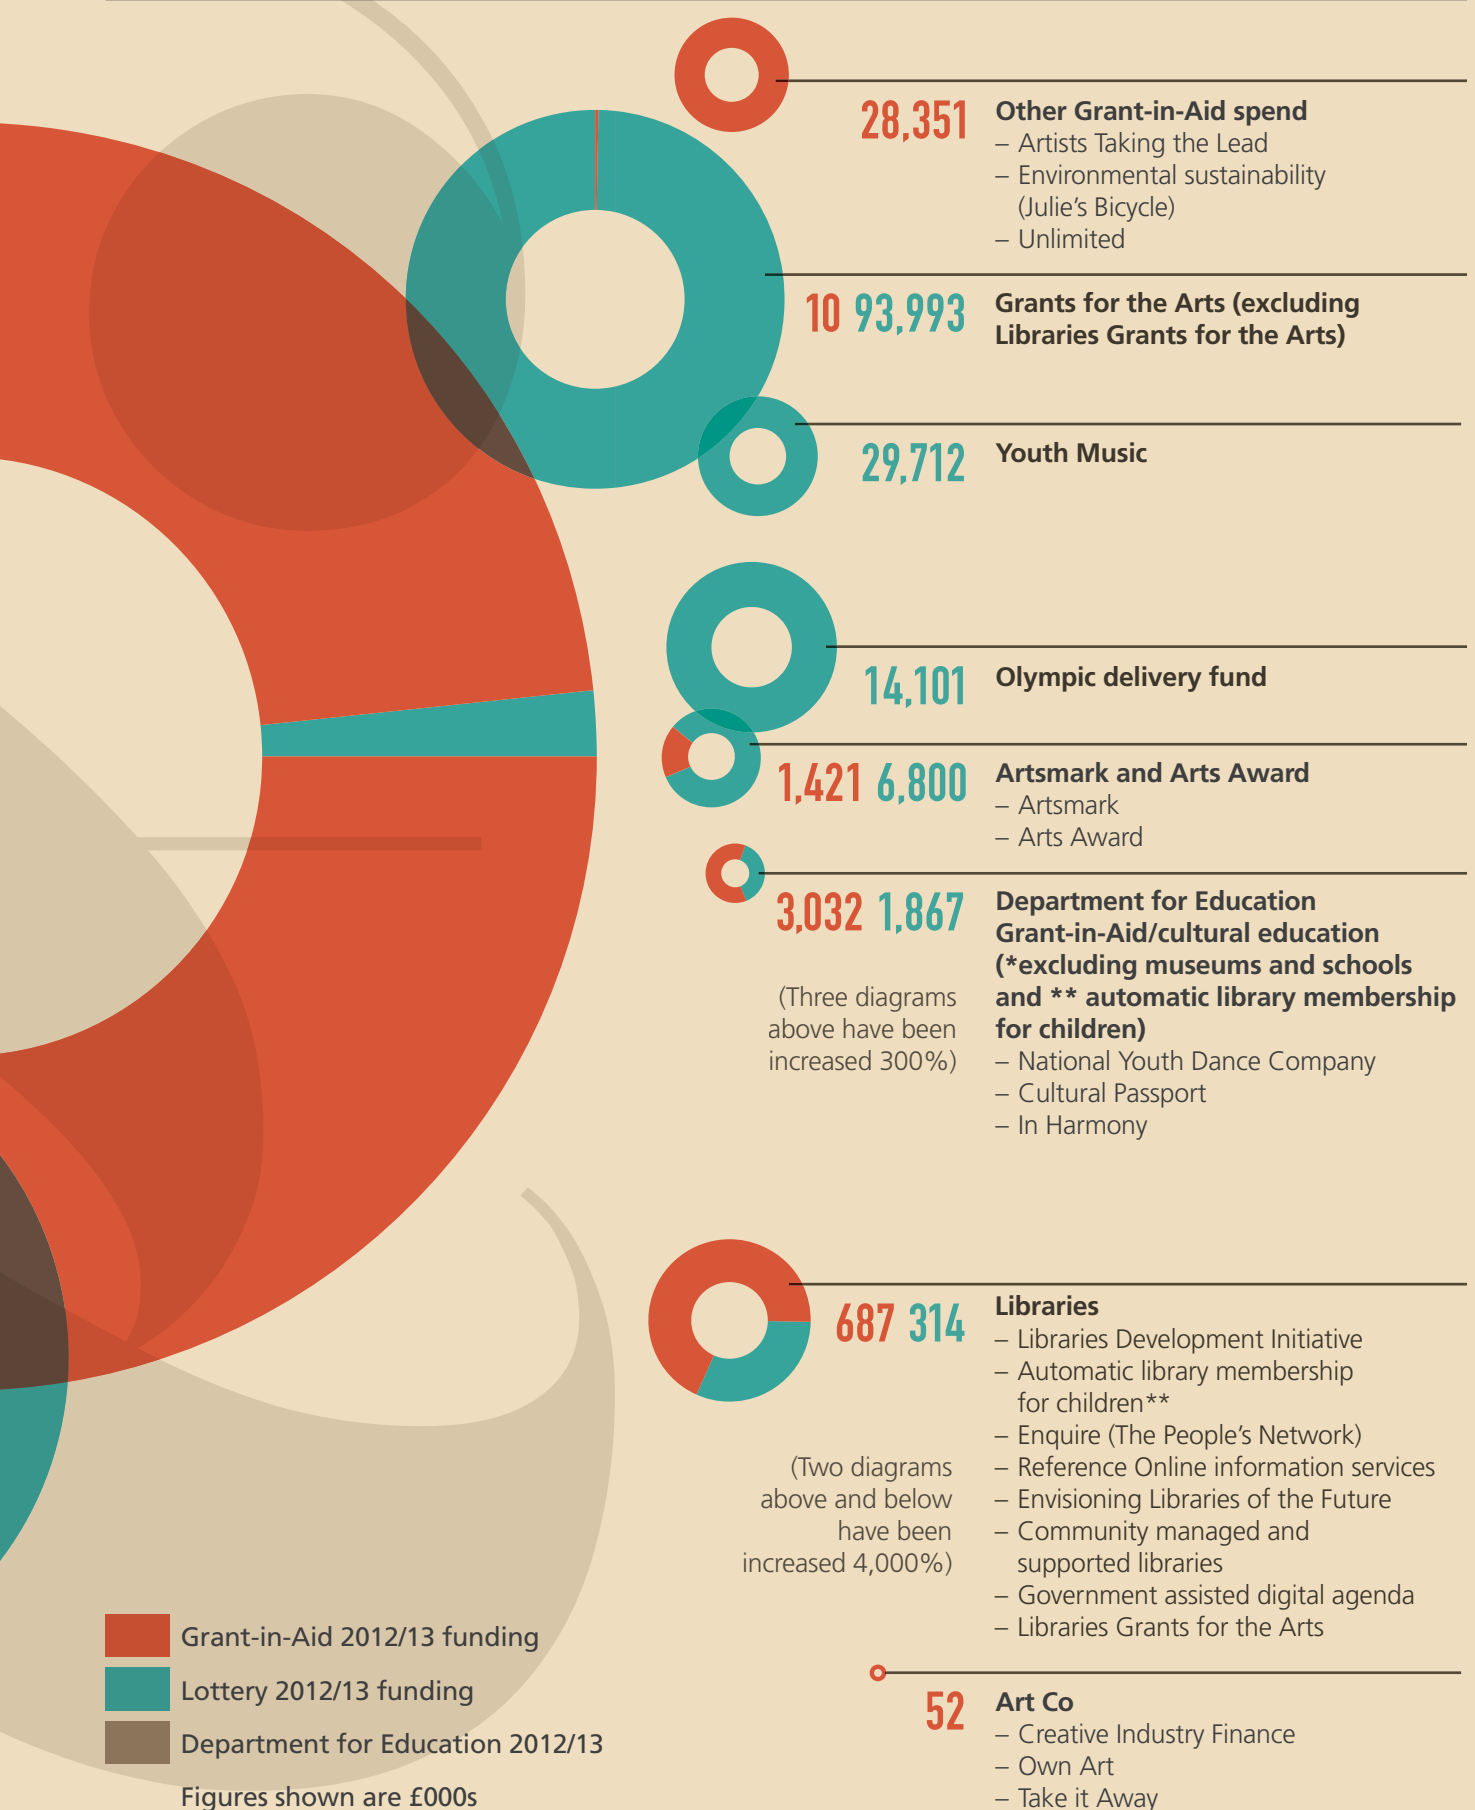 28,351 Other Grant-in-Aid spend
– Artists Taking the Lead
– Environmental sustainability
(Julie’s Bicycle)
– Unlimited
10 93,993 Grants for the Arts (excluding
Libraries Grants for the Arts)
29,712 Youth Music
14,101 Olympic delivery fund
1,421 6,800 Artsmark and Arts Award
– Artsmark
– Arts Award
3,032 1,867 Department for Education
Grant-in-Aid/cultural education
(*excluding museums and schools
and ** automatic library membership
for children)
– National Youth Dance Company
– Cultural Passport
– In Harmony
(Three diagrams
above have been
increased 300%)
687 314 Libraries
– Libraries Development Initiative
– Automatic library membership
for children**
– Enquire (The People’s Network)
– Reference Online information services
– Envisioning Libraries of the Future
– Community managed and
supported libraries
– Government assisted digital agenda
– Libraries Grants for the Arts
(Two diagrams
above and below
have been
increased 4,000%)
52 Art Co
– Creative Industry Finance
– Own Art
– Take it Away
Grant-in-Aid 2012/13 funding
Lottery 2012/13 funding
Department for Education 2012/13
Figures shown are £000s